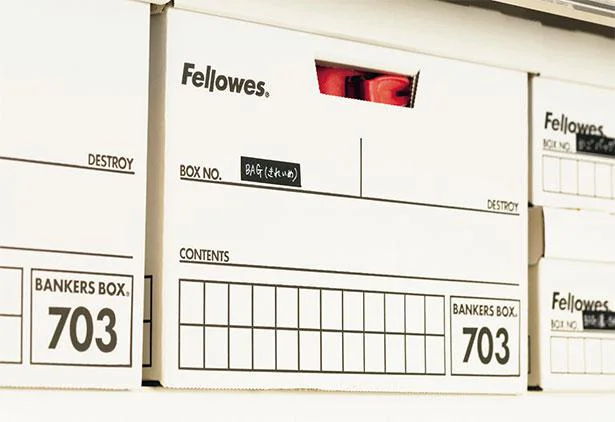 DESTROY
BANKERS BOX®
703
Fellowes®
BOX NO.
BAG(きれいめ)
DESTROY
CONTENTS
BANKERS BOX®
703
Fellowes
BOX NO.
Fellowes
BOX NO.